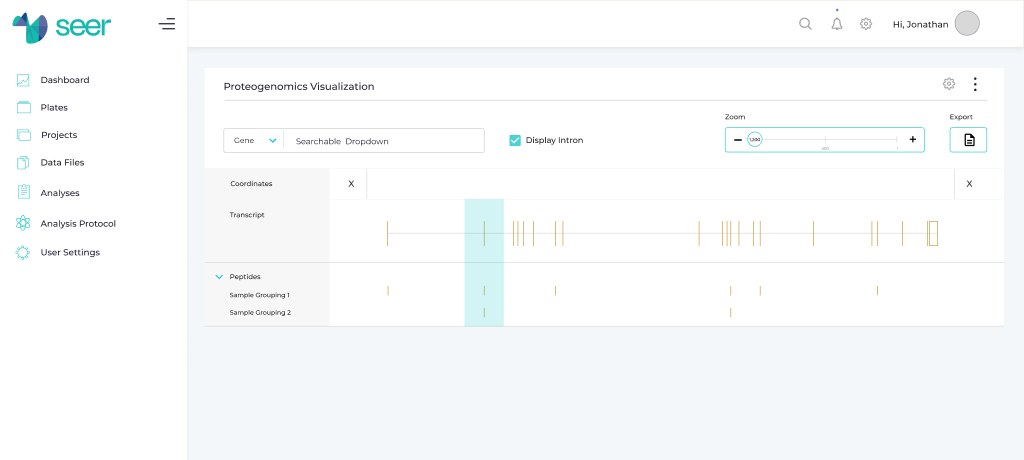 seer
Hi, Jonathan
Dashboard
Plates
Projects
Data Files
Analyses
Analysis Protocol
User Settings
Proteogenomics Visualization
Gene
Searchable Dropdown
Display Intron
Zoom
Export
Coordinates
X
X
Transcript
Peptides
Sample Grouping 1
Sample Grouping 2